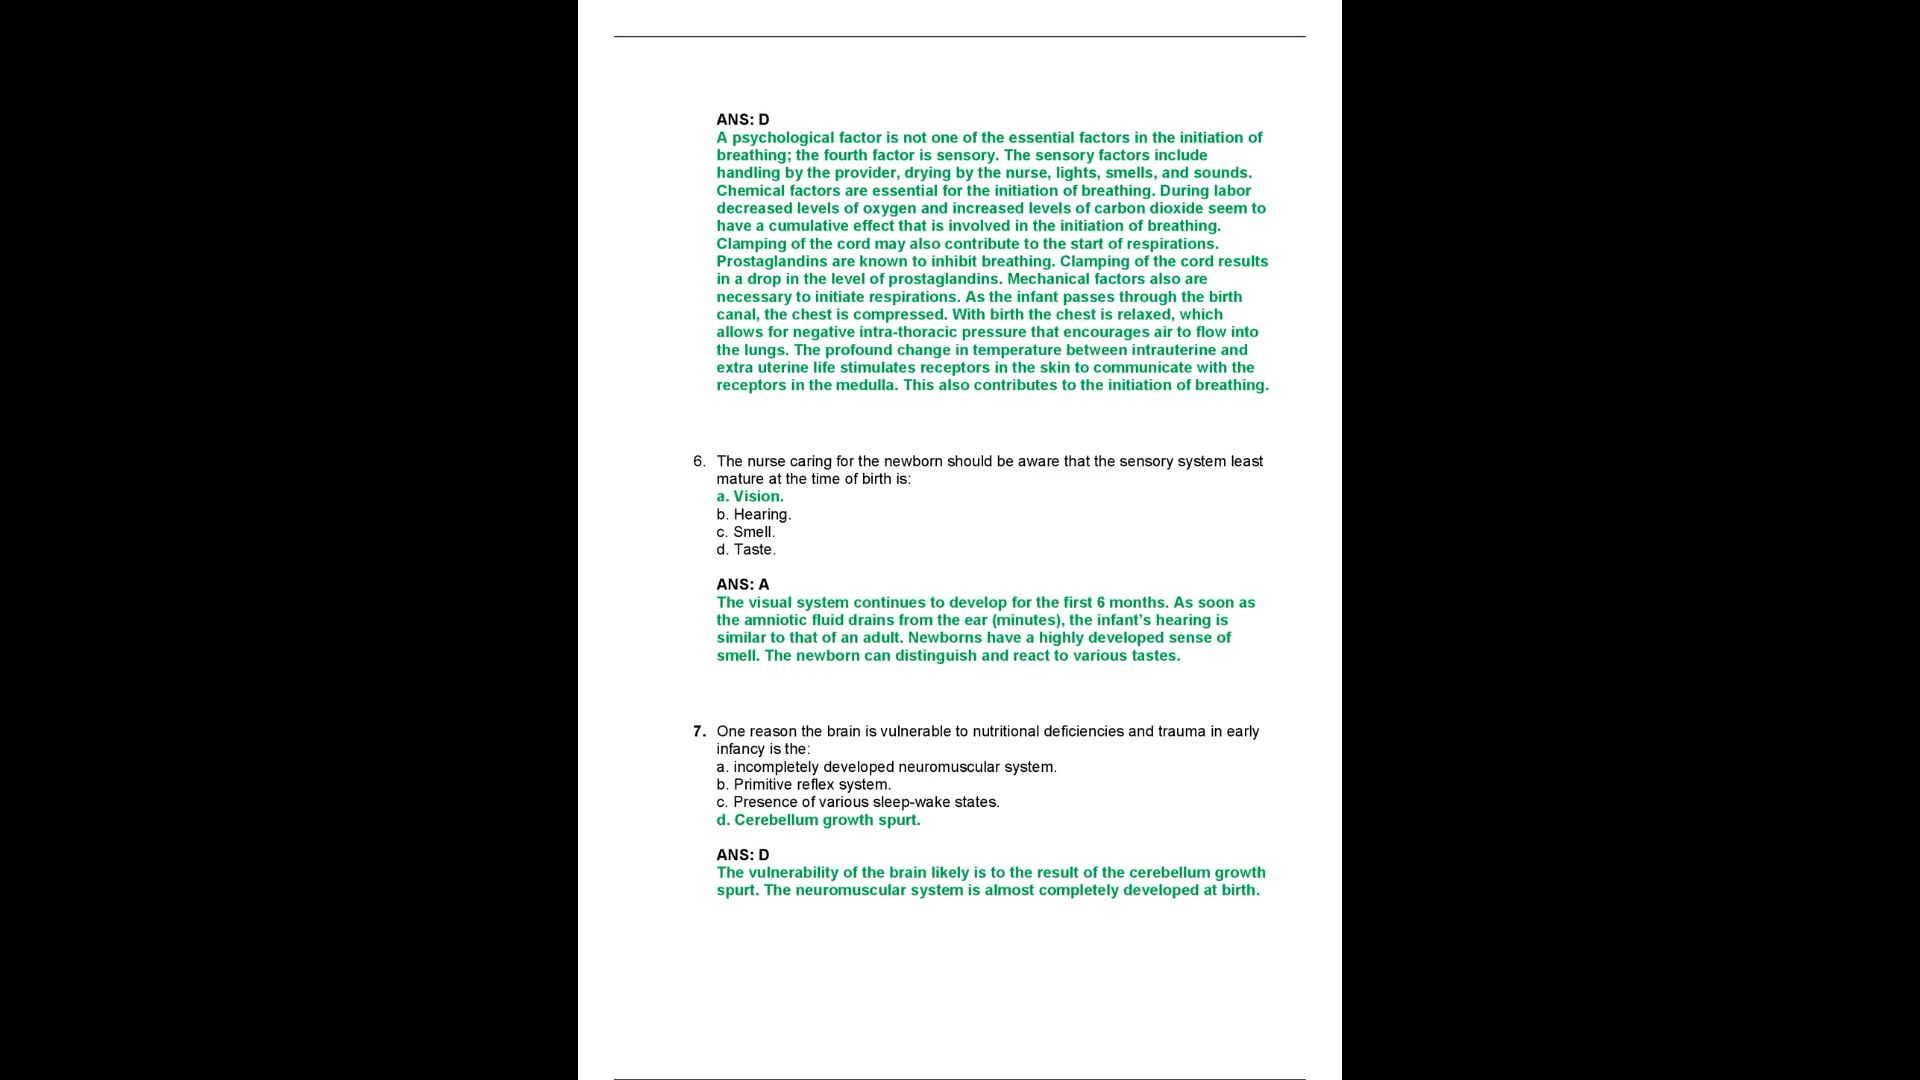 ANS: D
A psychological factor is not one of the essential factors in the initiation of
breathing; the fourth factor is sensory. The sensory factors include
handling by the provider, drying by the nurse, lights, smells, and sounds.
Chemical factors are essential for the initiation of breathing. During labor
decreased levels of oxygen and increased levels of carbon dioxide seem to
have a cumulative effect that is involved in the initiation of breathing.
Clamping of the cord may also contribute to the start of respirations.
Prostaglandins are known to inhibit breathing. Clamping of the cord results
in a drop in the level of prostaglandins. Mechanical factors also are
necessary to initiate respirations. As the infant passes through the birth
canal, the chest is compressed. With birth the chest is relaxed, which
allows for negative intra-thoracic pressure that encourages air to flow into
the lungs. The profound change in temperature between intrauterine and
extra uterine life stimulates receptors in the skin to communicate with the
receptors in the medulla. This also contributes to the initiation of breathing.
6. The nurse caring for the newborn should be aware that the sensory system least
mature at the time of birth is:
a. Vision.
b. Hearing.
c. Smell.
d. Taste.
ANS: A
The visual system continues to develop for the first 6 months. As soon as
the amniotic fluid drains from the ear (minutes), the infant's hearing is
similar to that of an adult. Newborns have a highly developed sense of
smell. The newborn can distinguish and react to various tastes.
7. One reason the brain is vulnerable to nutritional deficiencies and trauma in early
infancy is the:
a. incompletely developed neuromuscular system.
b. Primitive reflex system.
c. Presence of various sleep-wake states.
d. Cerebellum growth spurt.
ANS: D
The vulnerability of the brain likely is to the result of the cerebellum growth
spurt. The neuromuscular system is almost completely developed at birth.